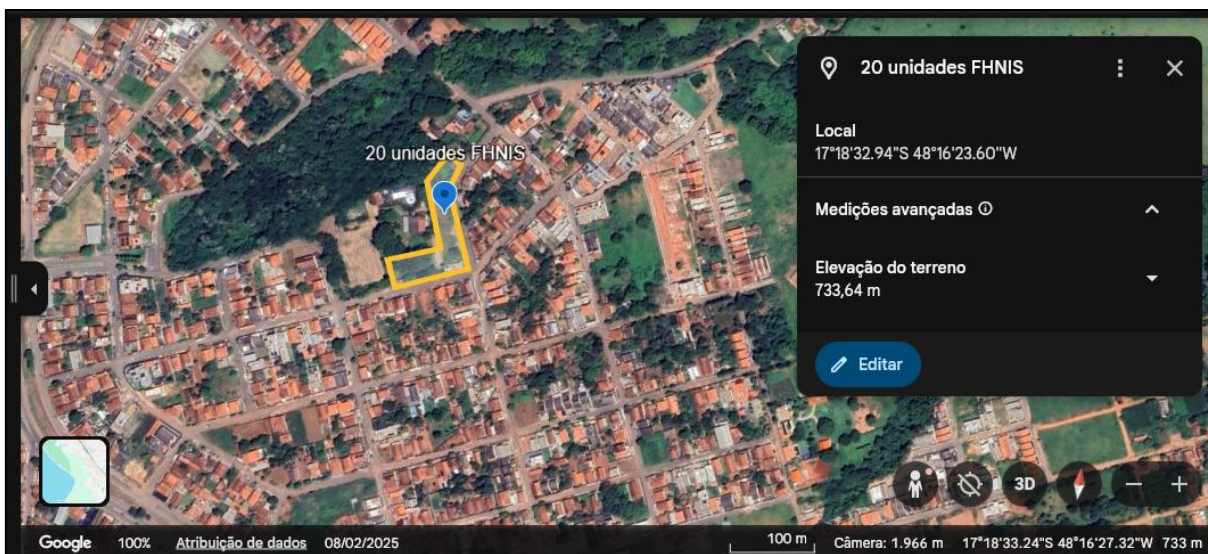 20 unidades FHNIS
20 unidades FHNIS
Local
17°18'32.94"S 48°16'23.60"W
Medições avançadas
Elevação do terreno
733,64 m
Editar
3D
Google 100% Atribuição de dados 08/02/2025 100 m Câmera: 1.966 m 17°18'33.24"S 48°16'27.32"W 733 m